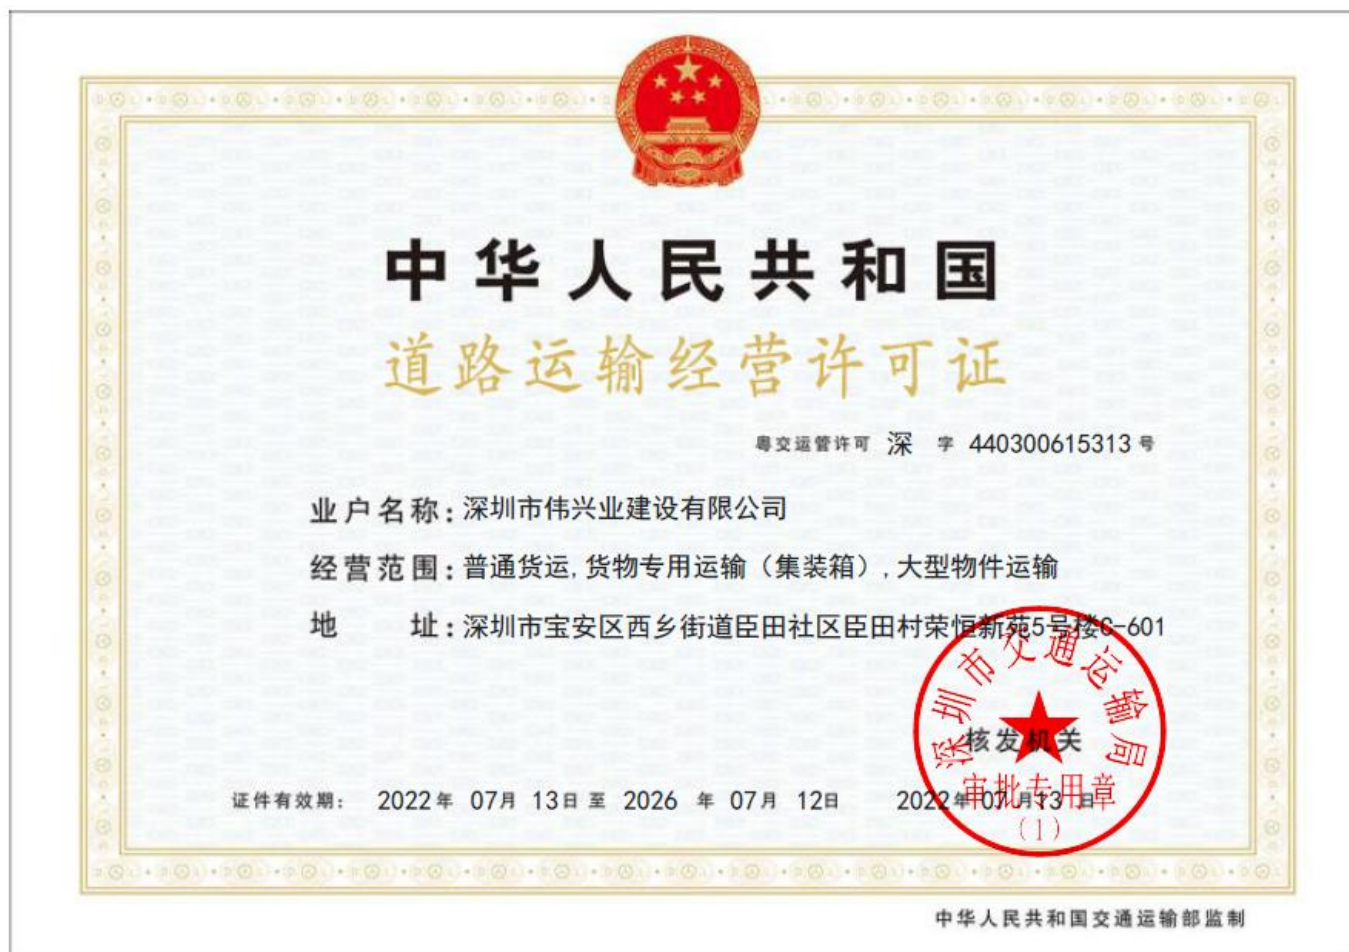 中华人民共和国
道路运输经营许可证
粤交运管许可 深 字 440300615313 号
业户名称：深圳市伟兴业建设有限公司
经营范围：普通货运,货物专用运输（集装箱）,大型物件运输
地 址：深圳市宝安区西乡街道臣田社区臣田村荣恒新苑5号楼C-601
深圳市交通运输局
核发机关
审批专用章
(1)
证件有效期： 2022年 07月 13日 至 2026 年 07月 12日 2022年 07月13 日
中华人民共和国交通运输部监制